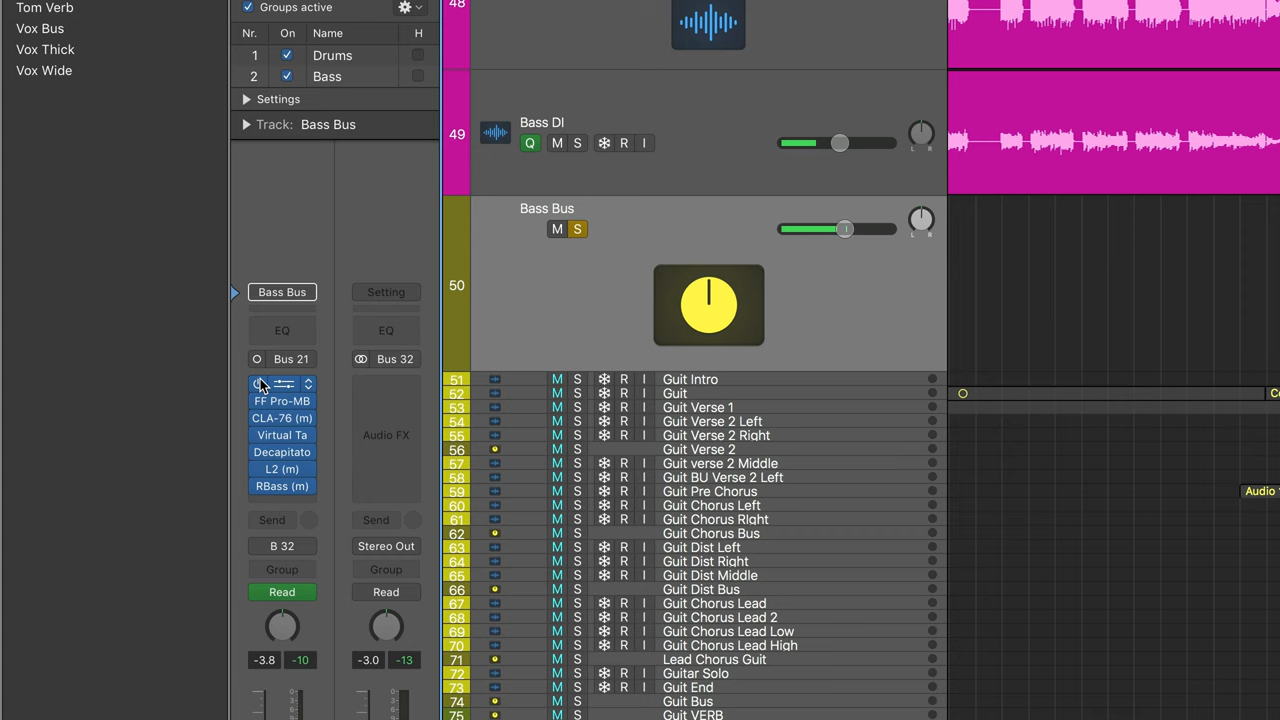 Tom Verb
Vox Bus
Vox Thick
Vox Wide
Groups active
Nr. On Name H
1 Drums
2 Bass
Settings
Track: Bass Bus
Bass Bus Setting
EQ EQ
Bus 21 Bus 32
FF Pro-MB
CLA-76 (m)
Virtual Ta
Decapitato
L2 (m)
RBass (m)
Audio FX
Send Send
B 32 Stereo Out
Group Group
Read Read
-3.8 -10 -3.0 -13
48
49 Bass DI
Q M S R I
L R
50 Bass Bus
M S
L R
51 M S R I Guit Intro
52 M S R I Guit
53 M S R I Guit Verse 1
54 M S R I Guit Verse 2 Left
55 M S R I Guit Verse 2 Right
56 M S Guit Verse 2
57 M S R I Guit verse 2 Middle
58 M S R I Guit BU Verse 2 Left
59 M S R I Guit Pre Chorus
60 M S R I Guit Chorus Left
61 M S R I Guit Chorus RIght
62 M S Guit Chorus Bus
63 M S R I Guit Dist Left
64 M S R I Guit Dist Right
65 M S R I Guit Dist Middle
66 M S Guit Dist Bus
67 M S R I Guit Chorus Lead
68 M S R I Guit Chorus Lead 2
69 M S R I Guit Chorus Lead Low
70 M S R I Guit Chorus Lead High
71 M S Lead Chorus Guit
72 M S R I Guitar Solo
73 M S R I Guit End
74 M S Guit Bus
75 M S Guit VERB
Audio